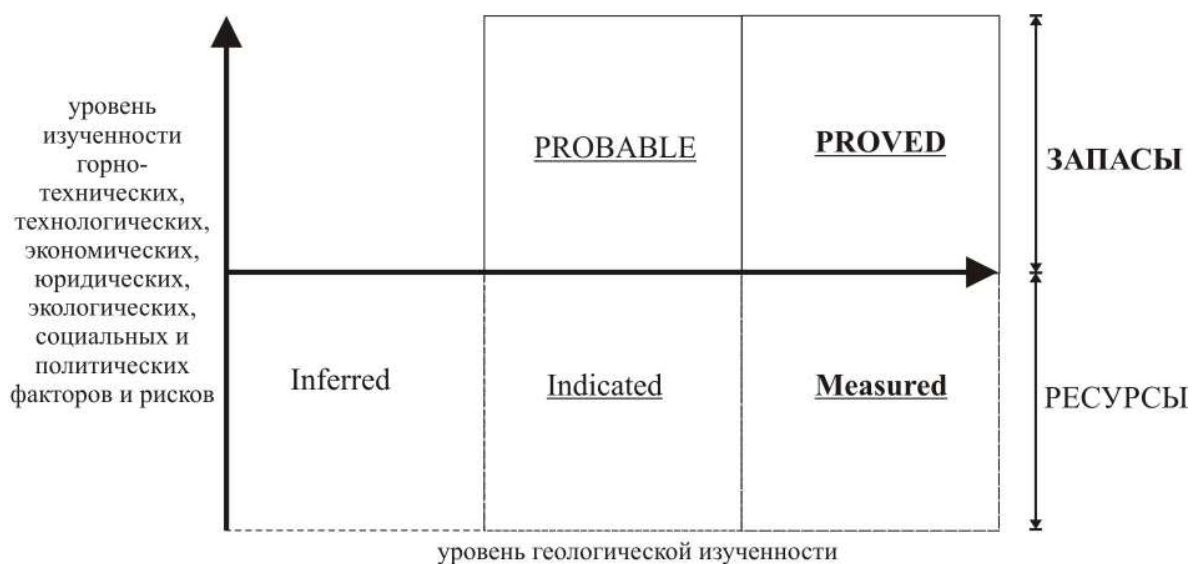 уровень
изученности
горно-
технических,
технологических,
экономических,
юридических,
экологических,
социальных и
политических
факторов и рисков
PROBABLE
PROVED
ЗАПАСЫ
Inferred
Indicated
Measured
РЕСУРСЫ
уровень геологической изученности